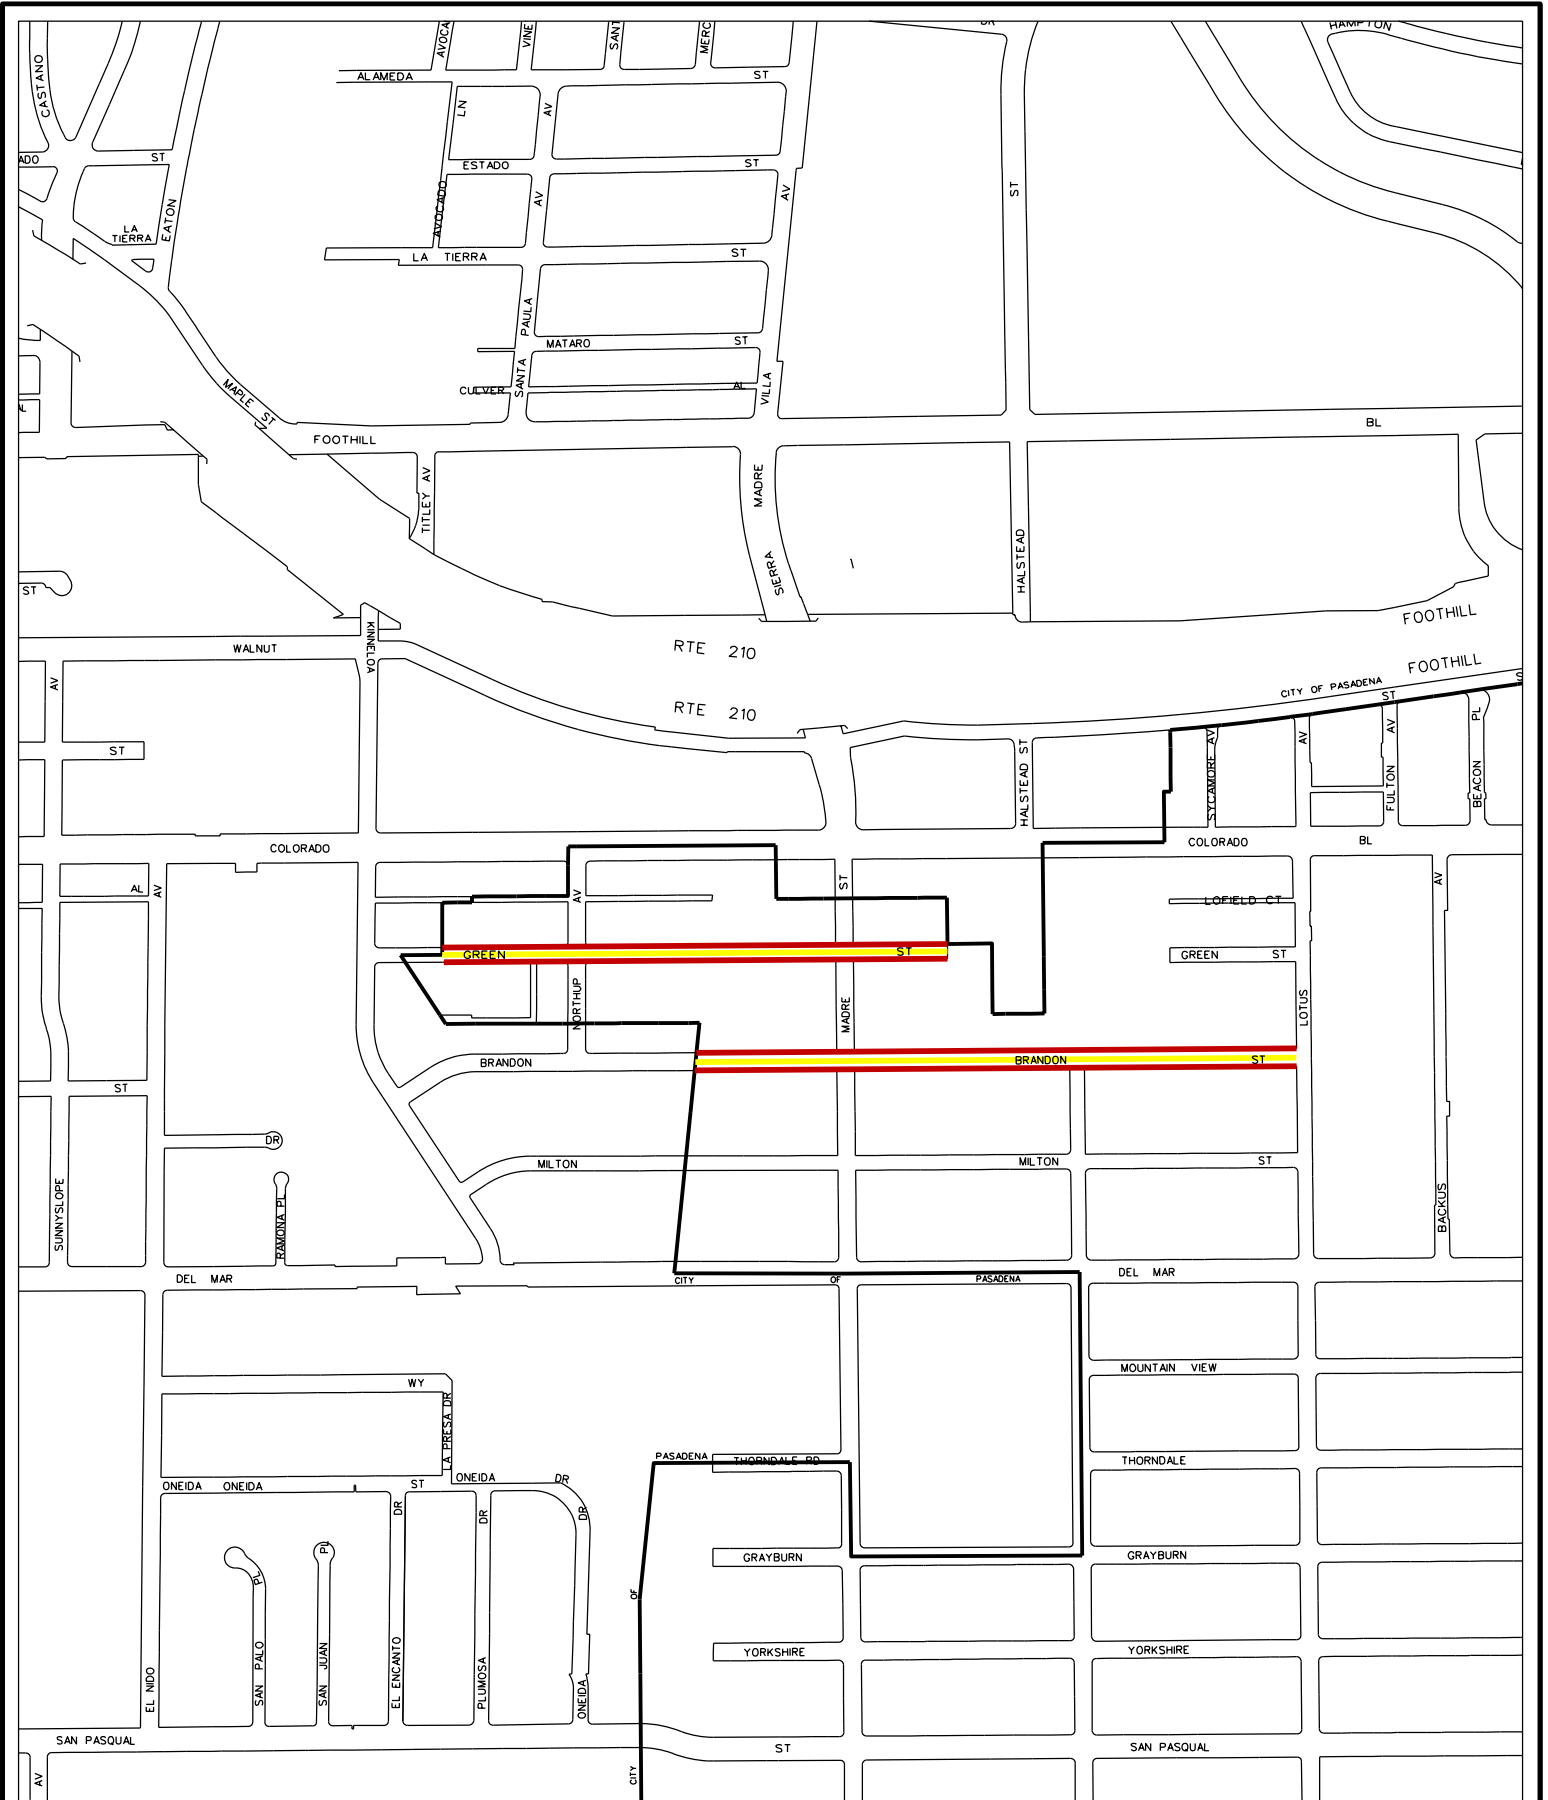 HAMPTON
DR
AVOCA
VINE
SANT
MERC
CASTANO
ALAMEDA ST
LN
AV
ADO ST
ESTADO ST
AVOCADO
AV
AV
ST
EATON
LA
TIERRA
LA TIERRA ST
SANTA PAULA
MATARO ST
CULVER AL
VILLA
MAPLE ST
FOOTHILL BL
TITLEY AV
SIERRA MADRE
HALSTEAD
ST
WALNUT
KINNELOA
RTE 210
FOOTHILL
RTE 210
FOOTHILL
CITY OF PASADENA
ST
AV
ST
HALSTEAD ST
SYCAMORE AV
AV
FULTON AV
BEACON PL
COLORADO
COLORADO BL
AL
AV
AV
ST
AV
LOFIELD CT
GREEN ST
GREEN ST
NORTHUP
MADRE
LOTUS
BRANDON
BRANDON ST
ST
DR
MILTON
MILTON ST
SUNNYSLOPE
RAMONA PL
BACKUS
DEL MAR
DEL MAR
CITY OF PASADENA
MOUNTAIN VIEW
WY
LA PRESA DR
PASADENA
THORNDALE RD
THORNDALE
ONEIDA ONEIDA ST
ONEIDA DR
DR
DR
DR
GRAYBURN
GRAYBURN
PL
PL
OF
YORKSHIRE
YORKSHIRE
EL NIDO
SAN PALO
SAN JUAN
EL ENCANTO
PLUMOSA
ONEIDA
SAN PASQUAL
ST
SAN PASQUAL
AV
CITY